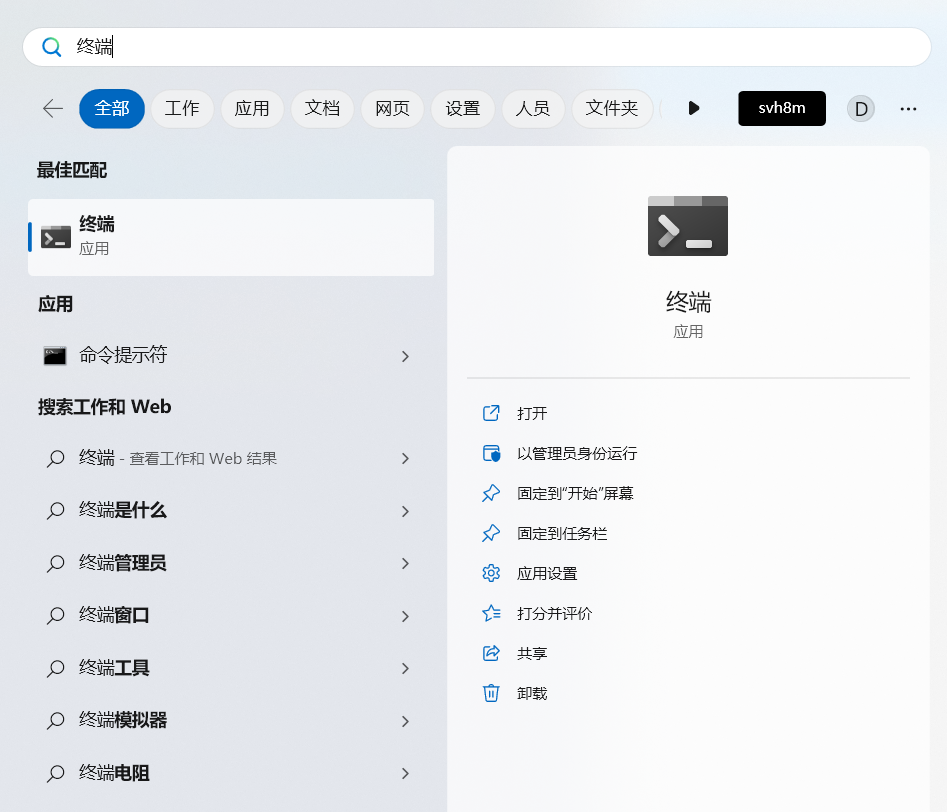 终端
全部 工作 应用 文档 网页 设置 人员 文件夹 svh8m D
最佳匹配
终端
应用
应用
命令提示符
搜索工作和 Web
终端 - 查看工作和 Web 结果
终端是什么
终端管理员
终端窗口
终端工具
终端模拟器
终端电阻
终端
应用
打开
以管理员身份运行
固定到“开始”屏幕
固定到任务栏
应用设置
打分并评价
共享
卸载